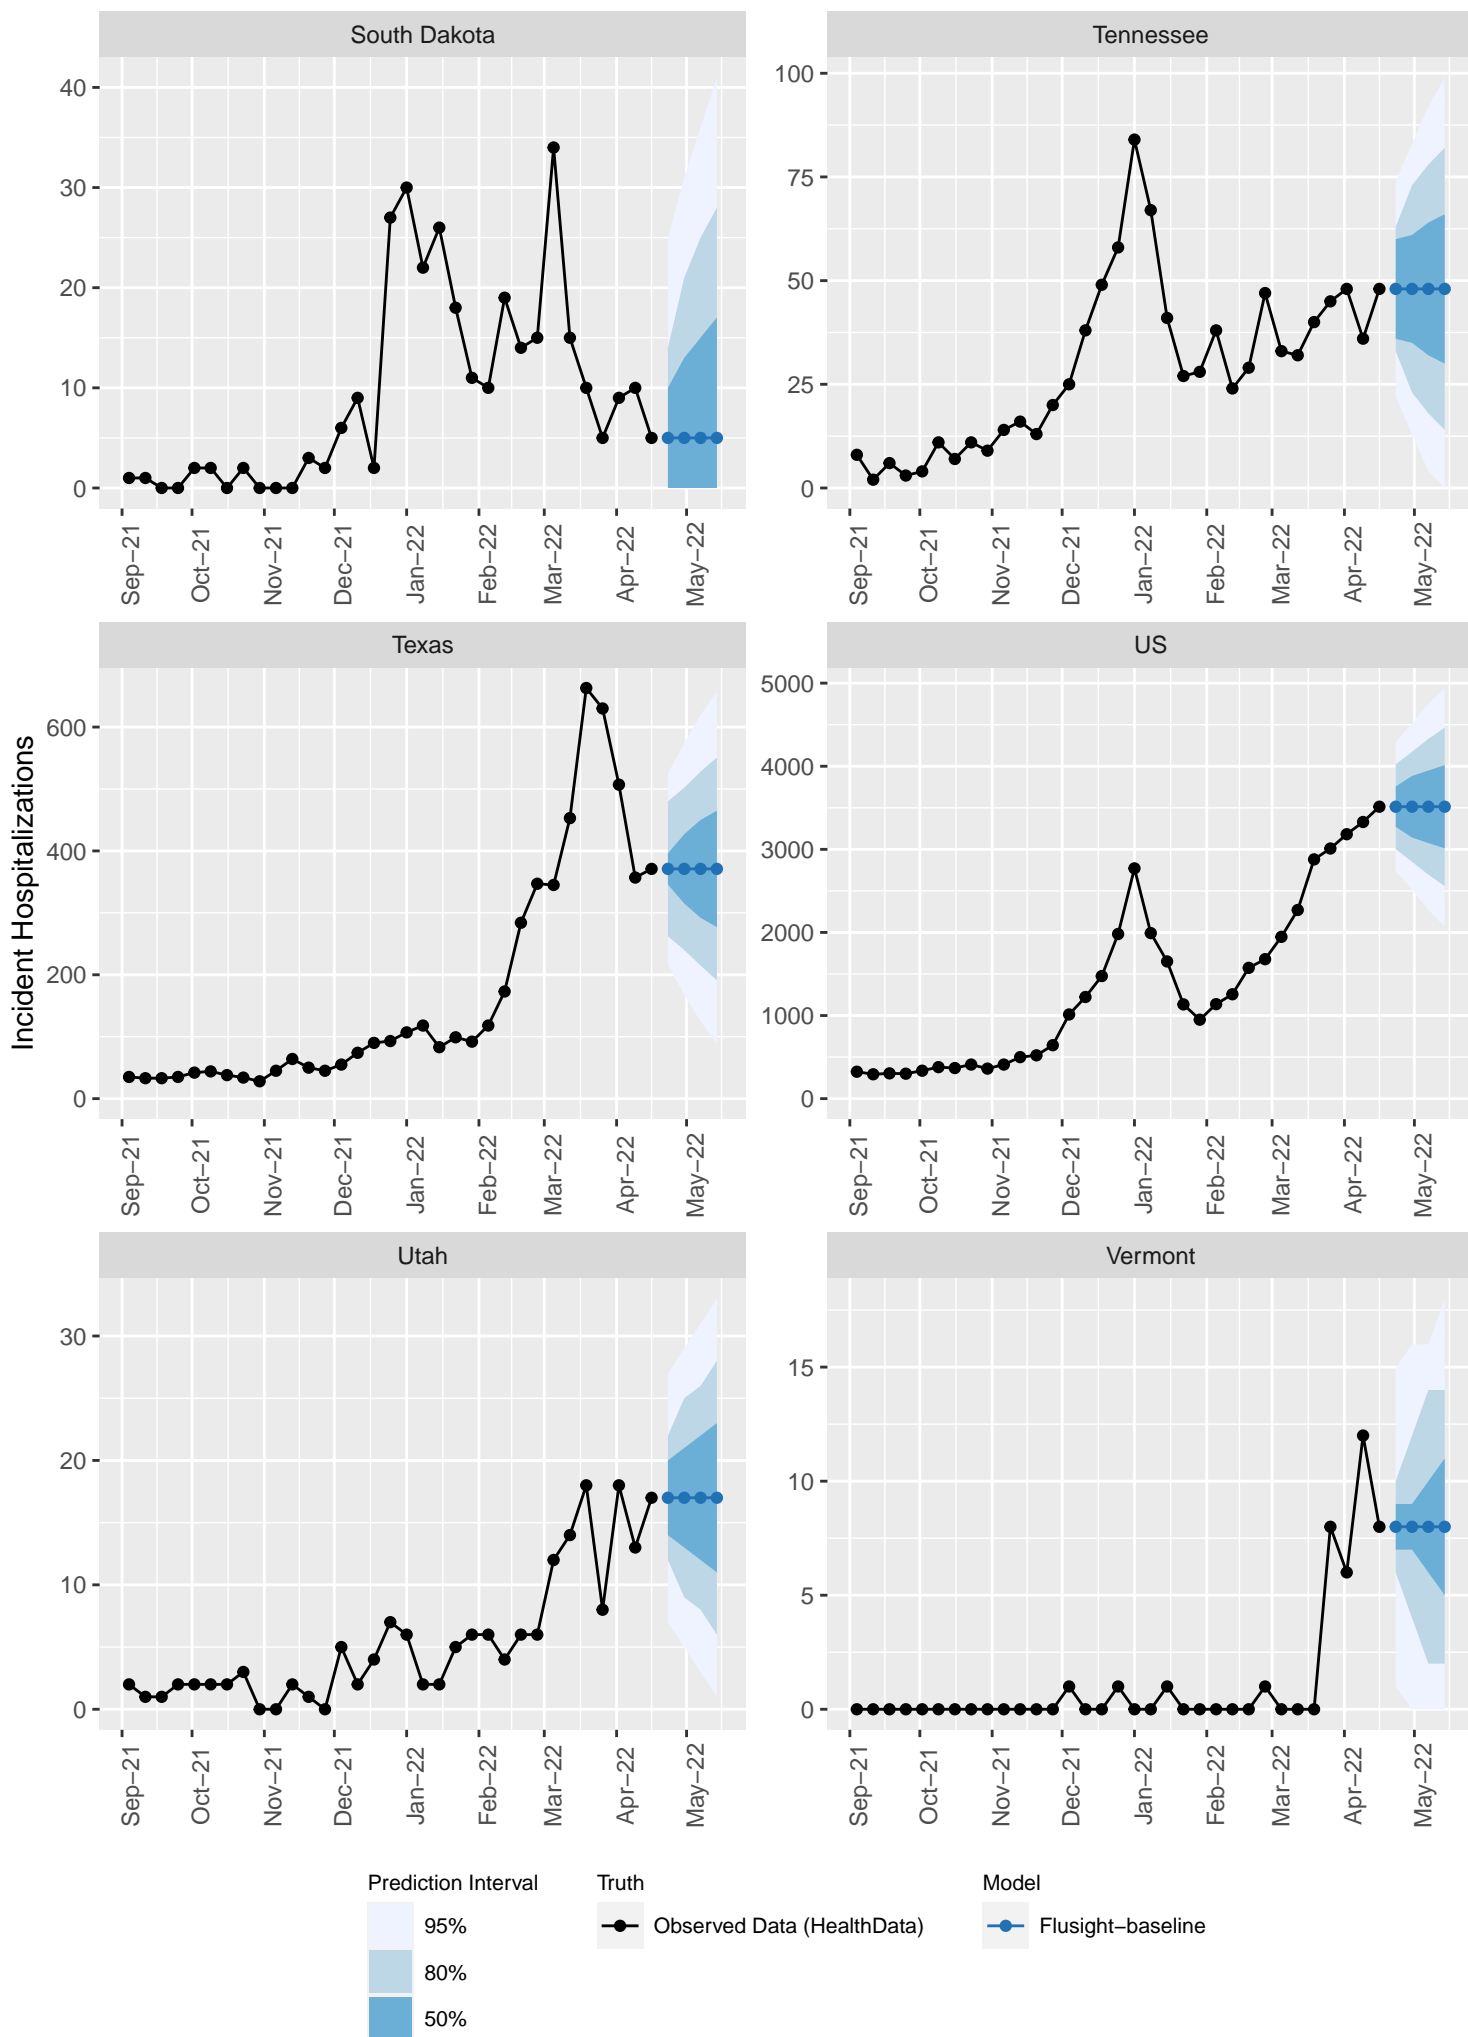 South Dakota
40
30
20
10
0
Sep−21
Oct−21
Nov−21
Dec−21
Jan−22
Feb−22
Mar−22
Apr−22
May−22
Tennessee
100
75
50
25
0
Sep−21
Oct−21
Nov−21
Dec−21
Jan−22
Feb−22
Mar−22
Apr−22
May−22
Incident Hospitalizations
Texas
600
400
200
0
Sep−21
Oct−21
Nov−21
Dec−21
Jan−22
Feb−22
Mar−22
Apr−22
May−22
US
5000
4000
3000
2000
1000
0
Sep−21
Oct−21
Nov−21
Dec−21
Jan−22
Feb−22
Mar−22
Apr−22
May−22
Utah
30
20
10
0
Sep−21
Oct−21
Nov−21
Dec−21
Jan−22
Feb−22
Mar−22
Apr−22
May−22
Vermont
15
10
5
0
Sep−21
Oct−21
Nov−21
Dec−21
Jan−22
Feb−22
Mar−22
Apr−22
May−22
Prediction Interval
95%
80%
50%
Truth
Observed Data (HealthData)
Model
Flusight−baseline